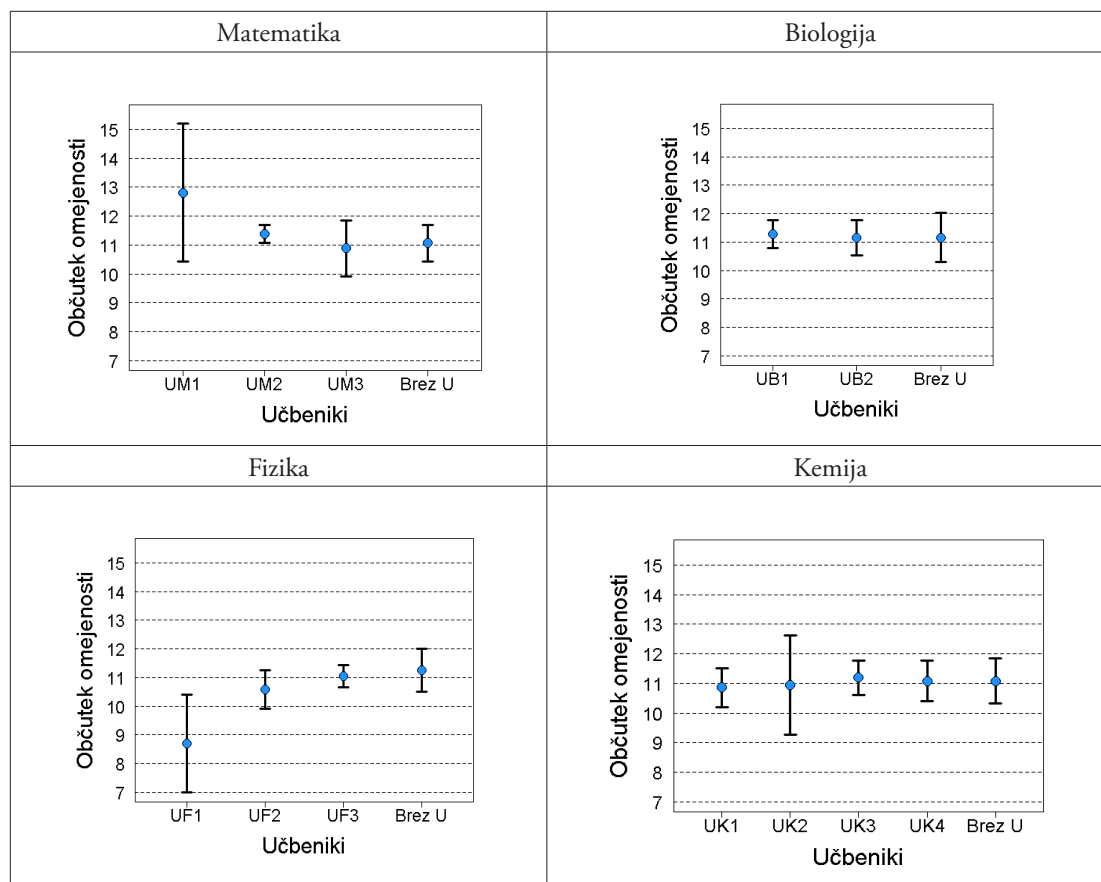 Matematika
Biologija
Občutek omejenosti
15
14
13
12
11
10
9
8
7
UM1 UM2 UM3 Brez U
Učbeniki
Občutek omejenosti
15
14
13
12
11
10
9
8
7
UB1 UB2 Brez U
Učbeniki
Fizika
Kemija
Občutek omejenosti
15
14
13
12
11
10
9
8
7
UF1 UF2 UF3 Brez U
Učbeniki
Občutek omejenosti
15
14
13
12
11
10
9
8
7
UK1 UK2 UK3 UK4 Brez U
Učbeniki